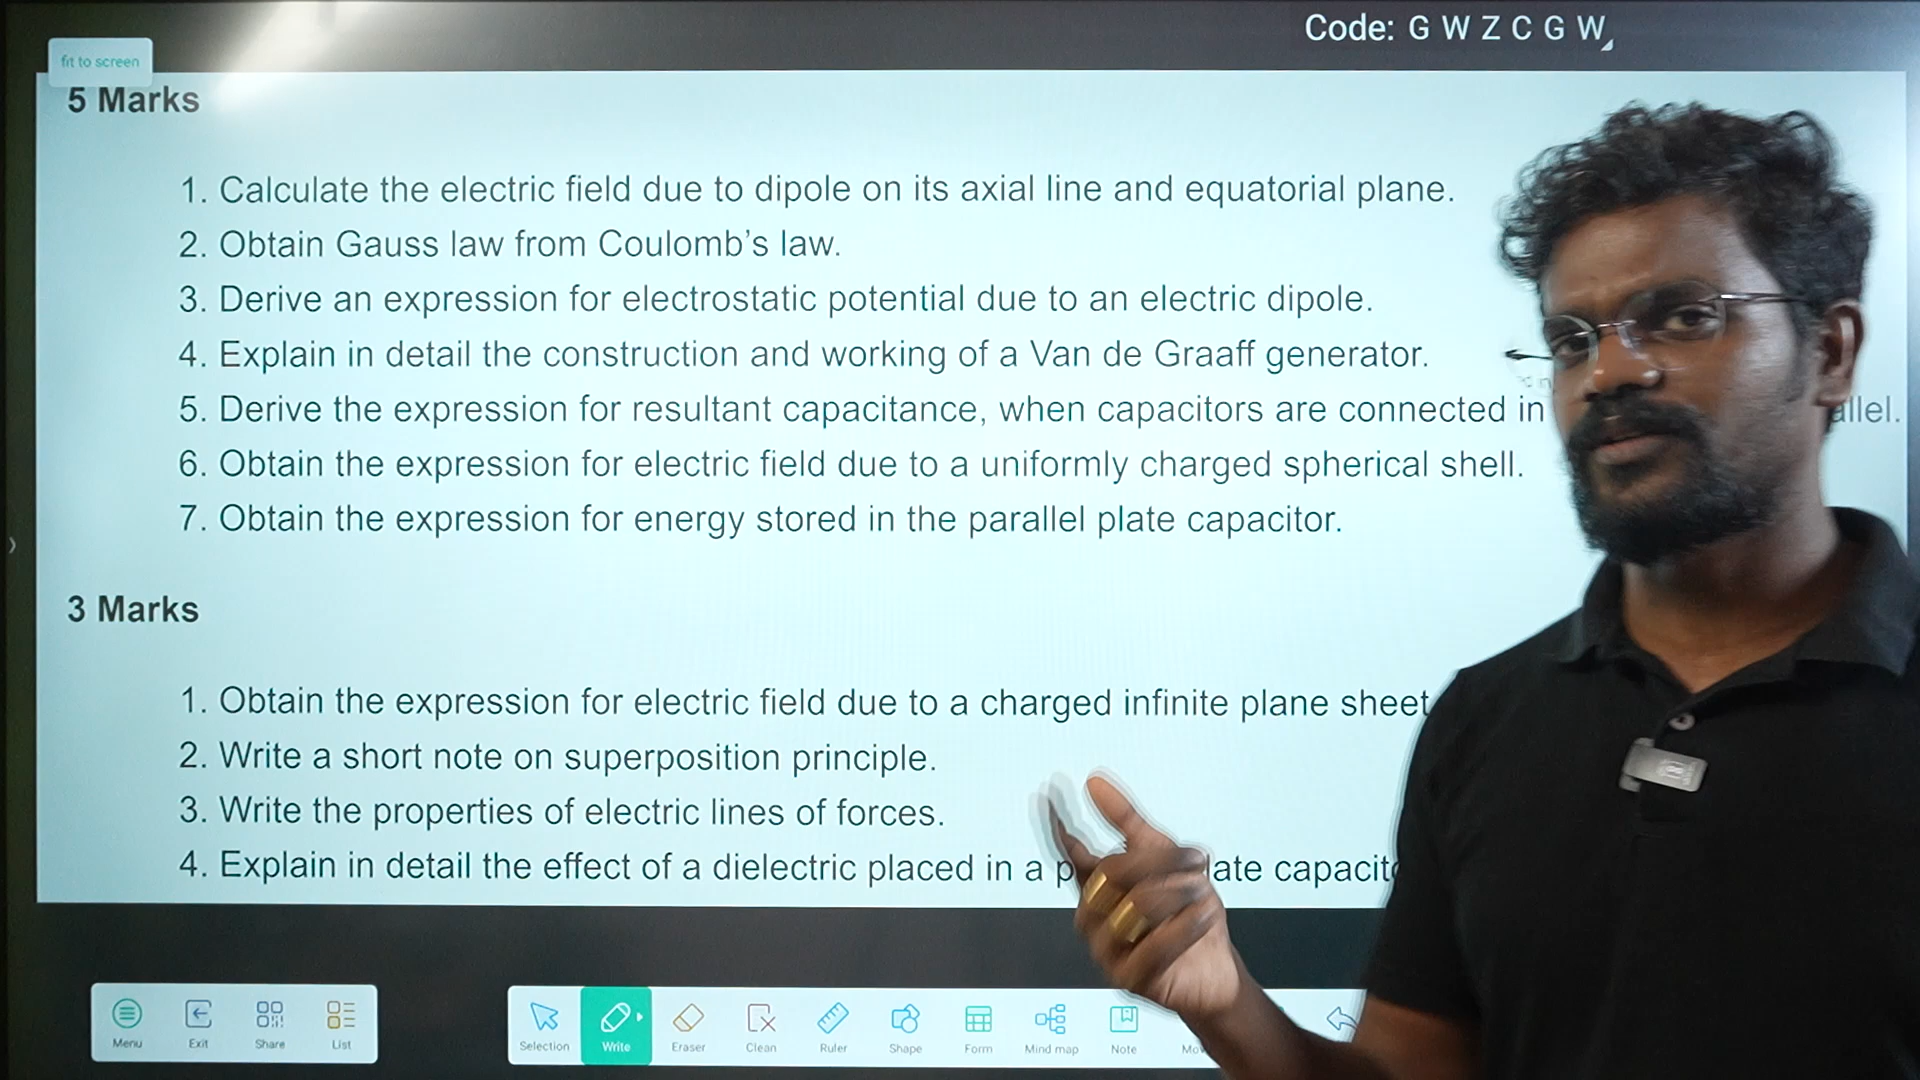 Code: G W Z C G W
fit to screen
5 Marks
1. Calculate the electric field due to dipole on its axial line and equatorial plane.
2. Obtain Gauss law from Coulomb’s law.
3. Derive an expression for electrostatic potential due to an electric dipole.
4. Explain in detail the construction and working of a Van de Graaff generator.
5. Derive the expression for resultant capacitance, when capacitors are connected in allel.
6. Obtain the expression for electric field due to a uniformly charged spherical shell.
7. Obtain the expression for energy stored in the parallel plate capacitor.
3 Marks
1. Obtain the expression for electric field due to a charged infinite plane sheet
2. Write a short note on superposition principle.
3. Write the properties of electric lines of forces.
4. Explain in detail the effect of a dielectric placed in a p late capacit
Menu Exit Share List
Selection Write Eraser Clean Ruler Shape Form Mind map Note